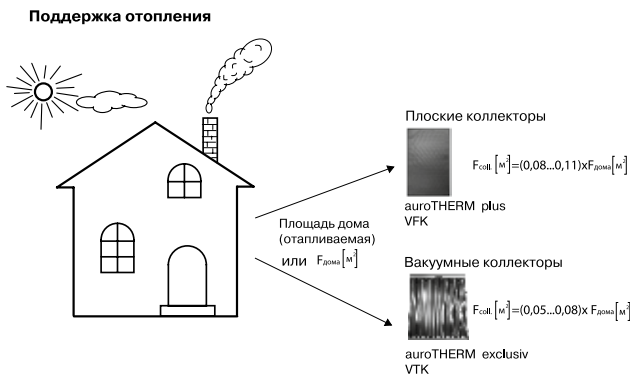 Поддержка отопления
Плоские коллекторы
Fcoll. [м²]=(0,08...0,11)xFдома[м²]
auroTHERM plus
VFK
Площадь дома
(отапливаемая)
или Fдома[м²]
Вакуумные коллекторы
Fcoll. [м²]=(0,05...0,08)x Fдома[м²]
auroTHERM exclusiv
VTK